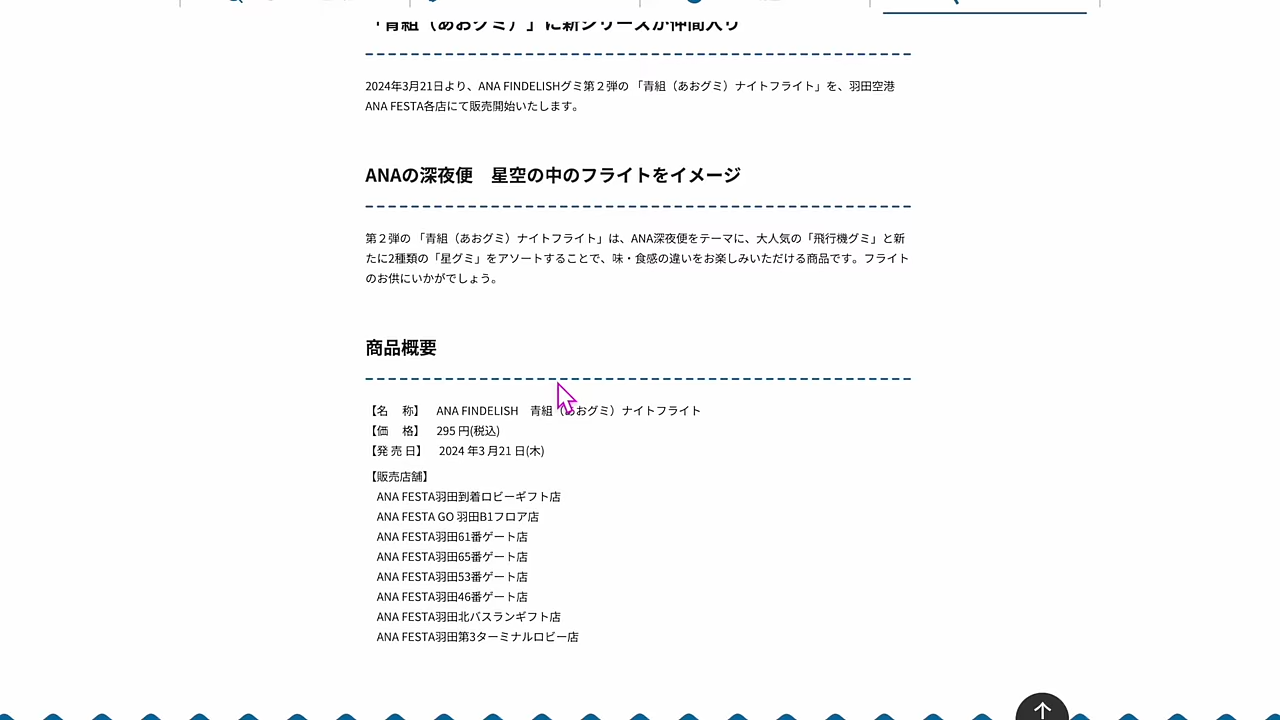 「青組（あおグミ）」に新シリーズが仲間入り
2024年3月21日より、ANA FINDELISHグミ第２弾の 「青組（あおグミ）ナイトフライト」を、羽田空港
ANA FESTA各店にて販売開始いたします。
ANAの深夜便　星空の中のフライトをイメージ
第２弾の 「青組（あおグミ）ナイトフライト」は、ANA深夜便をテーマに、大人気の「飛行機グミ」と新
たに2種類の「星グミ」をアソートすることで、味・食感の違いをお楽しみいただける商品です。フライト
のお供にいかがでしょう。
商品概要
【名　 称】　ANA FINDELISH　青組（あおグミ）ナイトフライト
【価　 格】　295 円(税込)
【発 売 日】　2024 年3 月21 日(木)
【販売店舗】
ANA FESTA羽田到着ロビーギフト店
ANA FESTA GO 羽田B1フロア店
ANA FESTA羽田61番ゲート店
ANA FESTA羽田65番ゲート店
ANA FESTA羽田53番ゲート店
ANA FESTA羽田46番ゲート店
ANA FESTA羽田北バスランギフト店
ANA FESTA羽田第3ターミナルロビー店